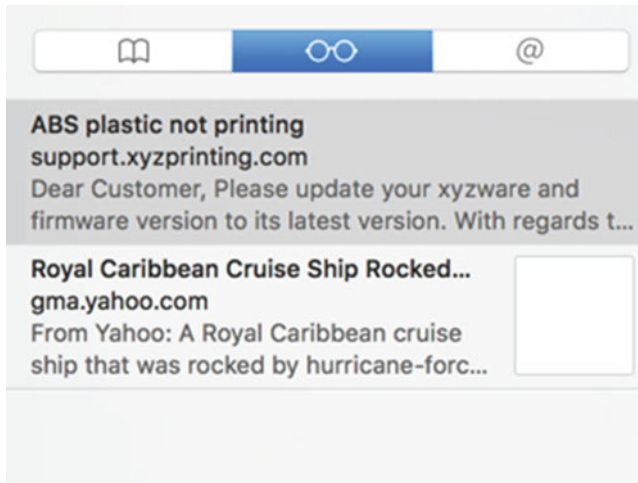 @
ABS plastic not printing
support.xyzprinting.com
Dear Customer, Please update your xyzware and
firmware version to its latest version. With regards t...
Royal Caribbean Cruise Ship Rocked...
gma.yahoo.com
From Yahoo: A Royal Caribbean cruise
ship that was rocked by hurricane-forc...